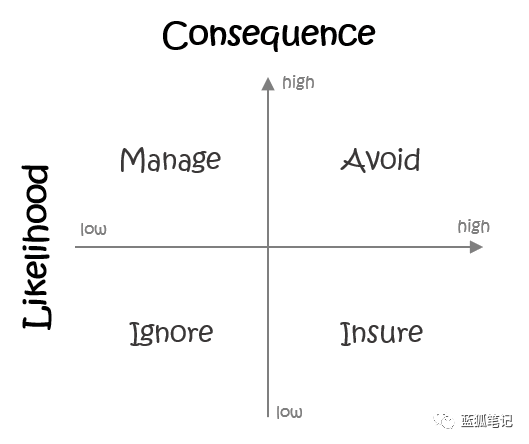 Consequence
high
Manage
Avoid
Likelihood
low
high
Ignore
Insure
low
蓝狐笔记